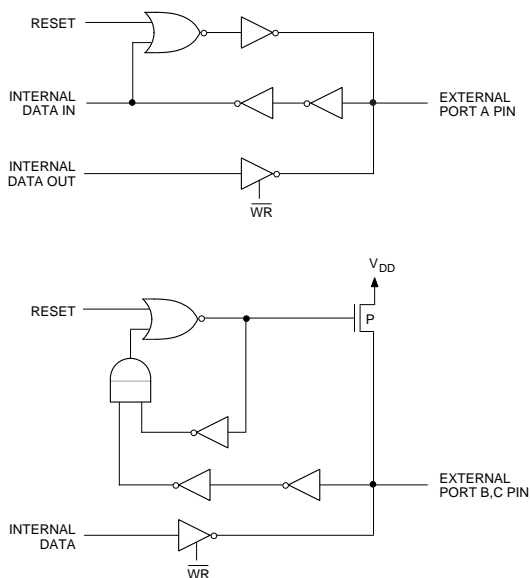 RESET
INTERNAL
DATA IN
EXTERNAL
PORT A PIN
INTERNAL
DATA OUT
WR
VDD
RESET
P
EXTERNAL
PORT B,C PIN
INTERNAL
DATA
WR